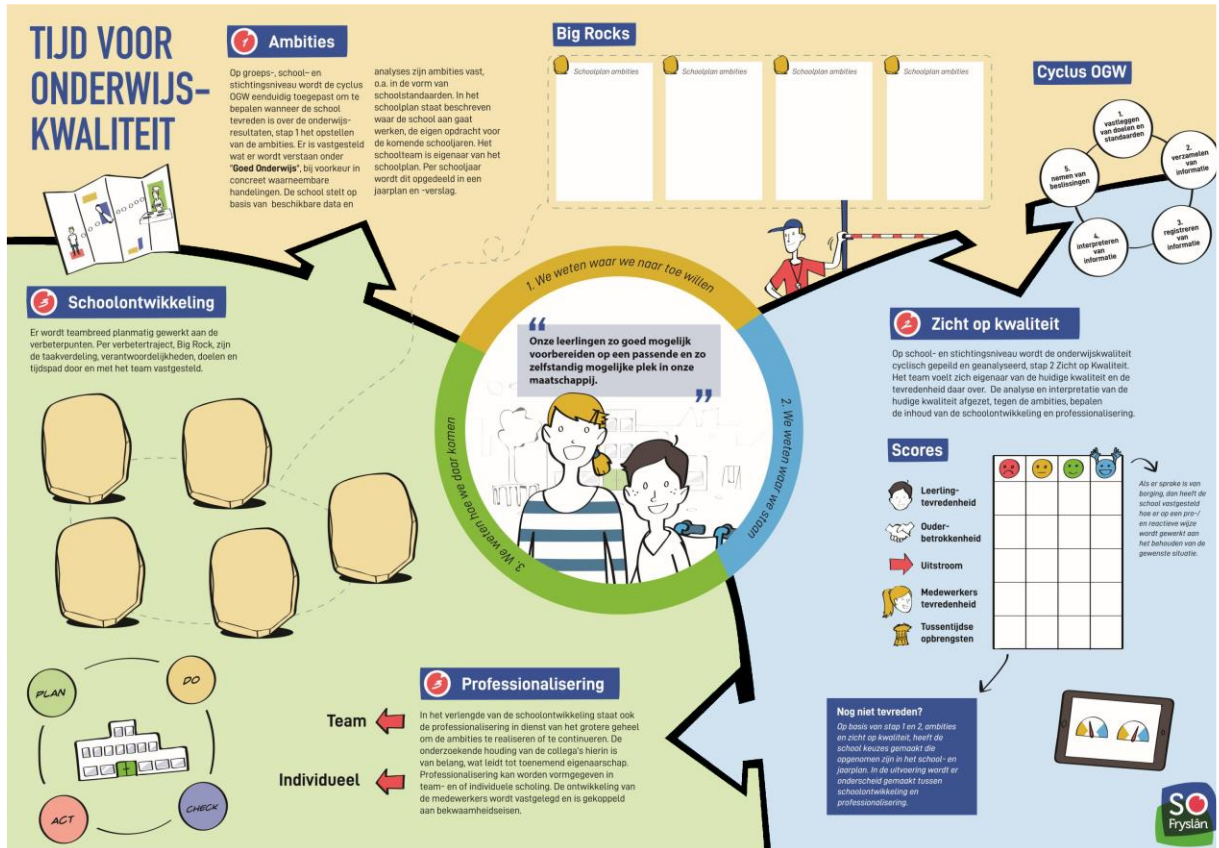 TIJD VOOR
ONDERWIJS-
KWALITEIT
1 Ambities
Op groeps-, school- en
stichtingsniveau wordt de cyclus
OGW eenduidig toegepast om te
bepalen wanneer de school
tevreden is over de onderwijs-
resultaten, stap 1 het opstellen
van de ambities. Er is vastgesteld
wat er wordt verstaan onder
"Goed Onderwijs", bij voorkeur in
concreet waarneembare
handelingen. De school stelt op
basis van beschikbare data en
analyses zijn ambities vast,
o.a. in de vorm van
schoolstandaarden. In het
schoolplan staat beschreven
waar de school aan gaat
werken, de eigen opdracht voor
de komende schooljaren. Het
schoolteam is eigenaar van het
schoolplan. Per schooljaar
wordt dit opgedeeld in een
jaarplan en -verslag.
Big Rocks
Schoolplan ambities
Schoolplan ambities
Schoolplan ambities
Schoolplan ambities
Cyclus OGW
1.
vastleggen
van doelen en
standaarden
2.
verzamelen
van
informatie
3.
registreren
van
informatie
4.
interpreteren
van
informatie
5.
nemen van
beslissingen
1. We weten waar we naar toe willen
2. We weten waar we staan
3. We weten hoe we daar komen
“
Onze leerlingen zo goed mogelijk
voorbereiden op een passende en zo
zelfstandig mogelijke plek in onze
maatschappij.
”
3 Schoolontwikkeling
Er wordt teambreed planmatig gewerkt aan de
verbeterpunten. Per verbetertraject, Big Rock, zijn
de taakverdeling, verantwoordelijkheden, doelen en
tijdspad door en met het team vastgesteld.
PLAN
DO
CHECK
ACT
2 Zicht op kwaliteit
Op school- en stichtingsniveau wordt de onderwijskwaliteit
cyclisch gepeild en geanalyseerd, stap 2 Zicht op Kwaliteit.
Het team voelt zich eigenaar van de huidige kwaliteit en de
tevredenheid daar over. De analyse en interpretatie van de
hudige kwaliteit afgezet, tegen de ambities, bepalen
de inhoud van de schoolontwikkeling en professionalisering.
Scores
Leerling-
tevredenheid
Ouder-
betrokkenheid
Uitstroom
Medewerkers
tevredenheid
Tussentijdse
opbrengsten
Als er sprake is van
borging, dan heeft de
school vastgesteld
hoe er op een pro-/
en reactieve wijze
wordt gewerkt aan
het behouden van de
gewenste situatie.
3 Professionalisering
Team
Individueel
In het verlengde van de schoolontwikkeling staat ook
de professionalisering in dienst van het grotere geheel
om de ambities te realiseren of te continueren. De
onderzoekende houding van de collega's hierin is
van belang, wat leidt tot toenemend eigenaarschap.
Professionalisering kan worden vormgegeven in
team- en of individuele scholing. De ontwikkeling van
de medewerkers wordt vastgelegd en is gekoppeld
aan bekwaamheidseisen.
Nog niet tevreden?
Op basis van stap 1 en 2, ambities
en zicht op kwaliteit, heeft de
school keuzes gemaakt die
opgenomen zijn in het school- en
jaarplan. In de uitvoering wordt er
onderscheid gemaakt tussen
schoolontwikkeling en
professionalisering.
SO
Fryslân